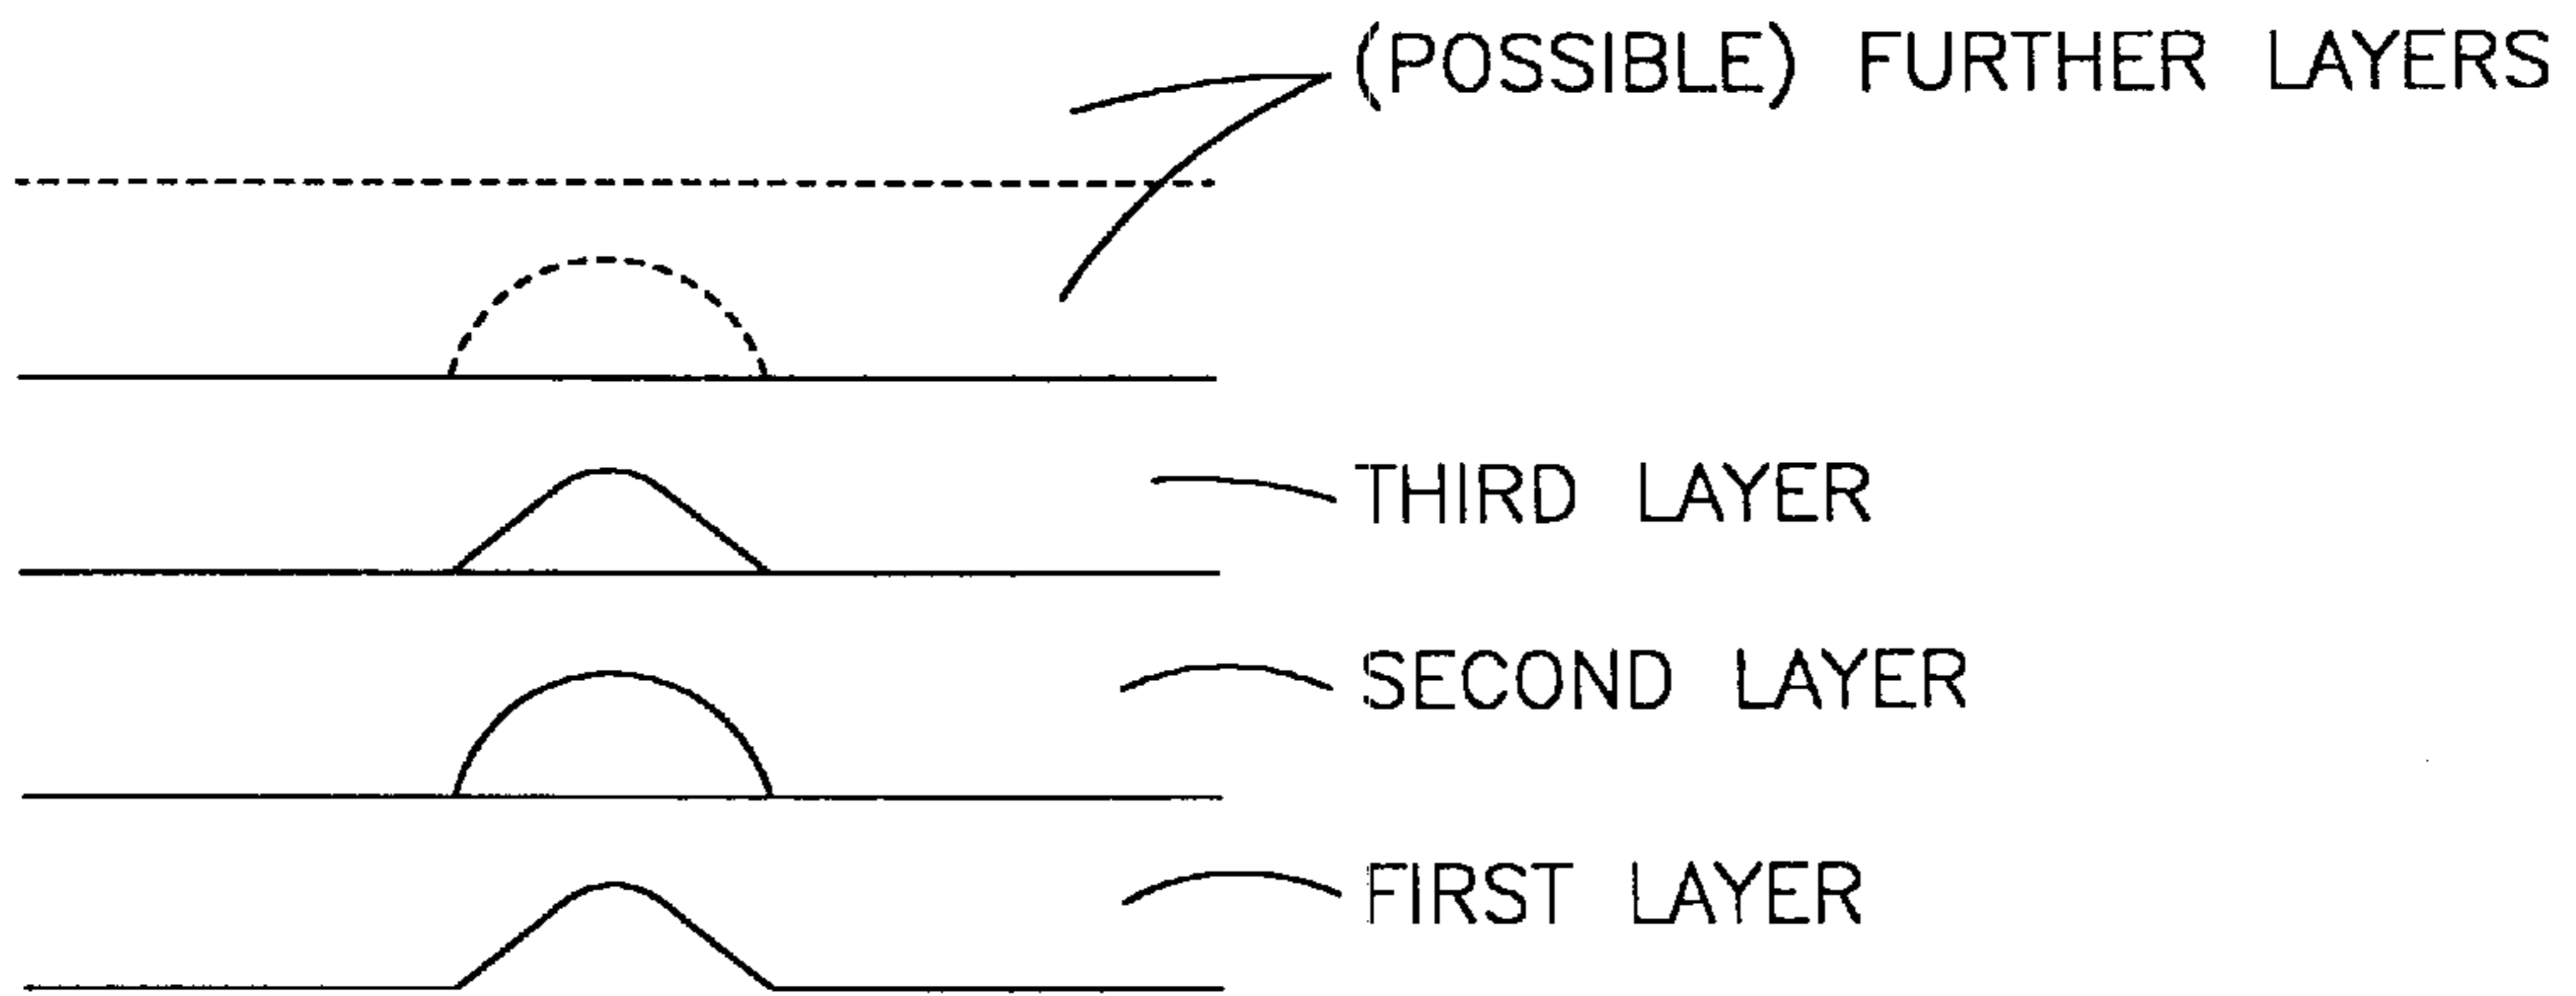 (POSSIBLE) FURTHER LAYERS
THIRD LAYER
SECOND LAYER
FIRST LAYER